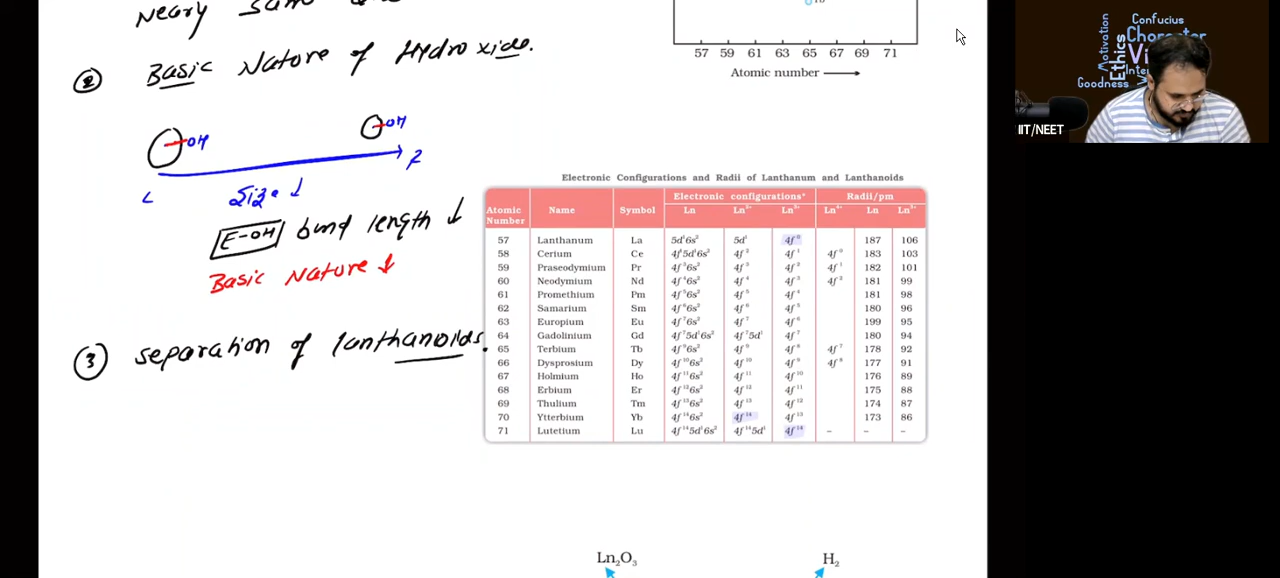 Neary Same
② Basic Nature of Hydroxide.
OH
OH
L
Size ↓
E-OH bond length ↓
Basic Nature ↓
③ separation of lanthanoids.
57 59 61 63 65 67 69 71
Atomic number
Electronic Configurations and Radii of Lanthanum and Lanthanoids
Electronic configurations* Radii/pm
Atomic Number Name Symbol Ln Ln²⁺ Ln³⁺ Ln⁴⁺ Ln Ln³⁺
57 Lanthanum La 5d¹6s² 5d¹ 4f⁰ 187 106
58 Cerium Ce 4f¹5d¹6s² 4f² 4f¹ 4f⁰ 183 103
59 Praseodymium Pr 4f³6s² 4f³ 4f² 4f¹ 182 101
60 Neodymium Nd 4f⁴6s² 4f⁴ 4f³ 4f² 181 99
61 Promethium Pm 4f⁵6s² 4f⁵ 4f⁴ 181 98
62 Samarium Sm 4f⁶6s² 4f⁶ 4f⁵ 180 96
63 Europium Eu 4f⁷6s² 4f⁷ 4f⁶ 199 95
64 Gadolinium Gd 4f⁷5d¹6s² 4f⁷5d¹ 4f⁷ 180 94
65 Terbium Tb 4f⁹6s² 4f⁹ 4f⁸ 4f⁷ 178 92
66 Dysprosium Dy 4f¹⁰6s² 4f¹⁰ 4f⁹ 4f⁸ 177 91
67 Holmium Ho 4f¹¹6s² 4f¹¹ 4f¹⁰ 176 89
68 Erbium Er 4f¹²6s² 4f¹² 4f¹¹ 175 88
69 Thulium Tm 4f¹³6s² 4f¹³ 4f¹² 174 87
70 Ytterbium Yb 4f¹⁴6s² 4f¹⁴ 4f¹³ 173 86
71 Lutetium Lu 4f¹⁴5d¹6s² 4f¹⁴5d¹ 4f¹⁴ – – –
Ln₂O₃ H₂
Confucius
Motivation
Ethics
Goodness
IIT/NEET